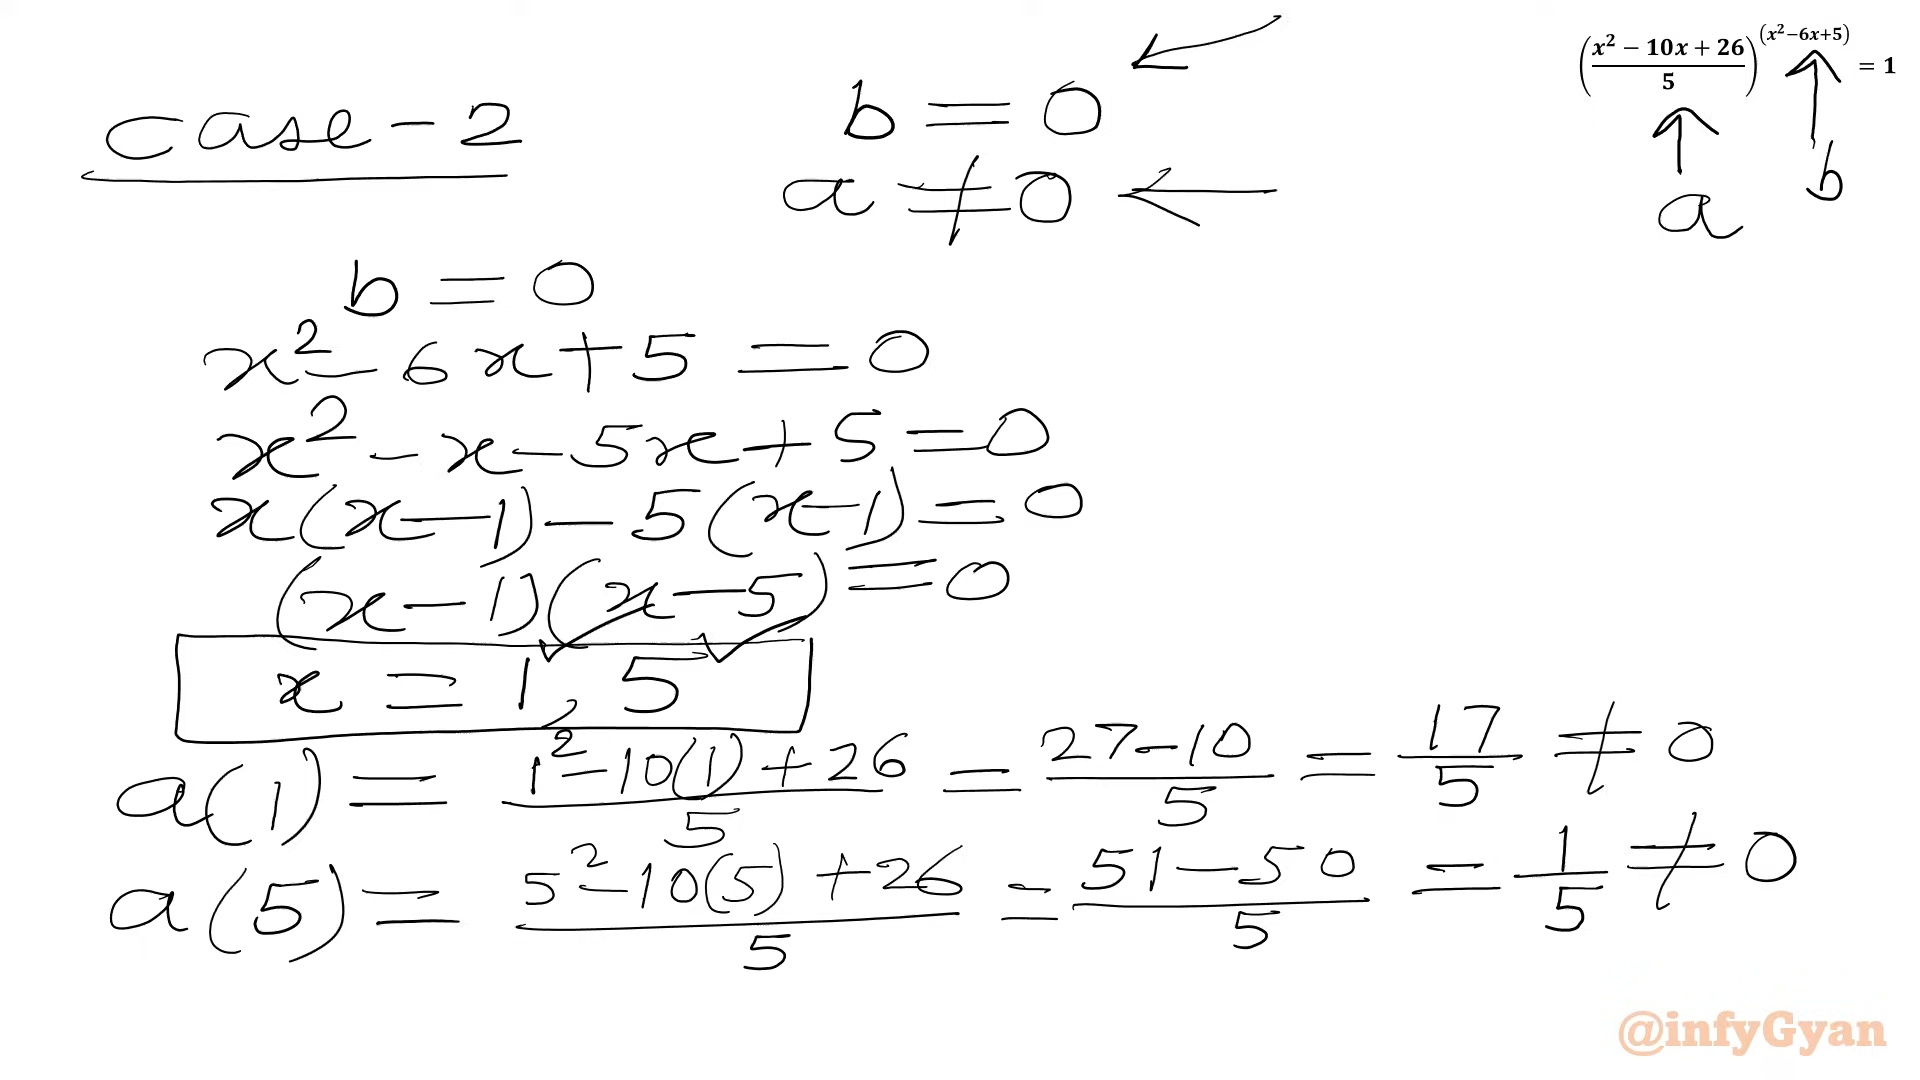 case - 2
b = 0
a ≠ 0
(x² − 10x + 26 / 5)^(x²−6x+5) = 1
a
b
b = 0
x² - 6x + 5 = 0
x² - x - 5x + 5 = 0
x(x-1) - 5(x-1) = 0
(x-1)(x-5) = 0
x = 1, 5
a(1) = 1² - 10(1) + 26 / 5 = 27 - 10 / 5 = 17 / 5 ≠ 0
a(5) = 5² - 10(5) + 26 / 5 = 51 - 50 / 5 = 1 / 5 ≠ 0
@infyGyan